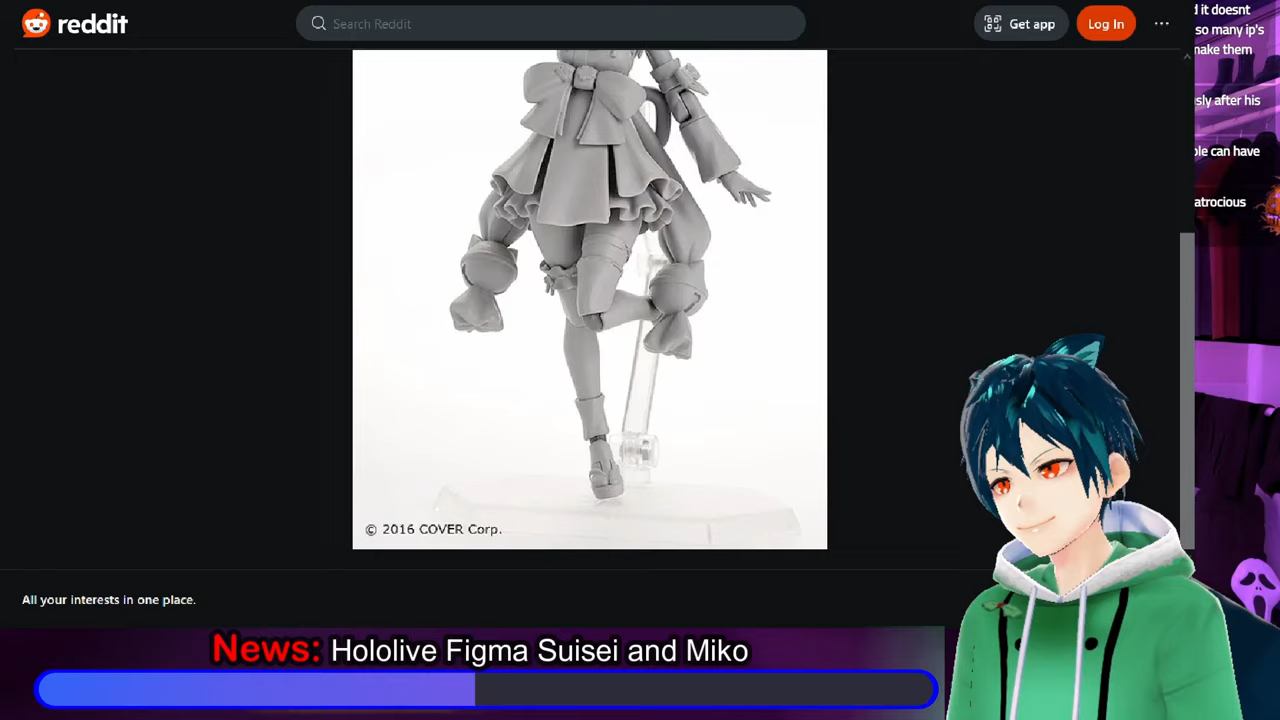 reddit
Search Reddit
Get app
Log In
d it doesnt
so many ip's
make them
sly after his
ple can have
atrocious
© 2016 COVER Corp.
All your interests in one place.
News: Hololive Figma Suisei and Miko